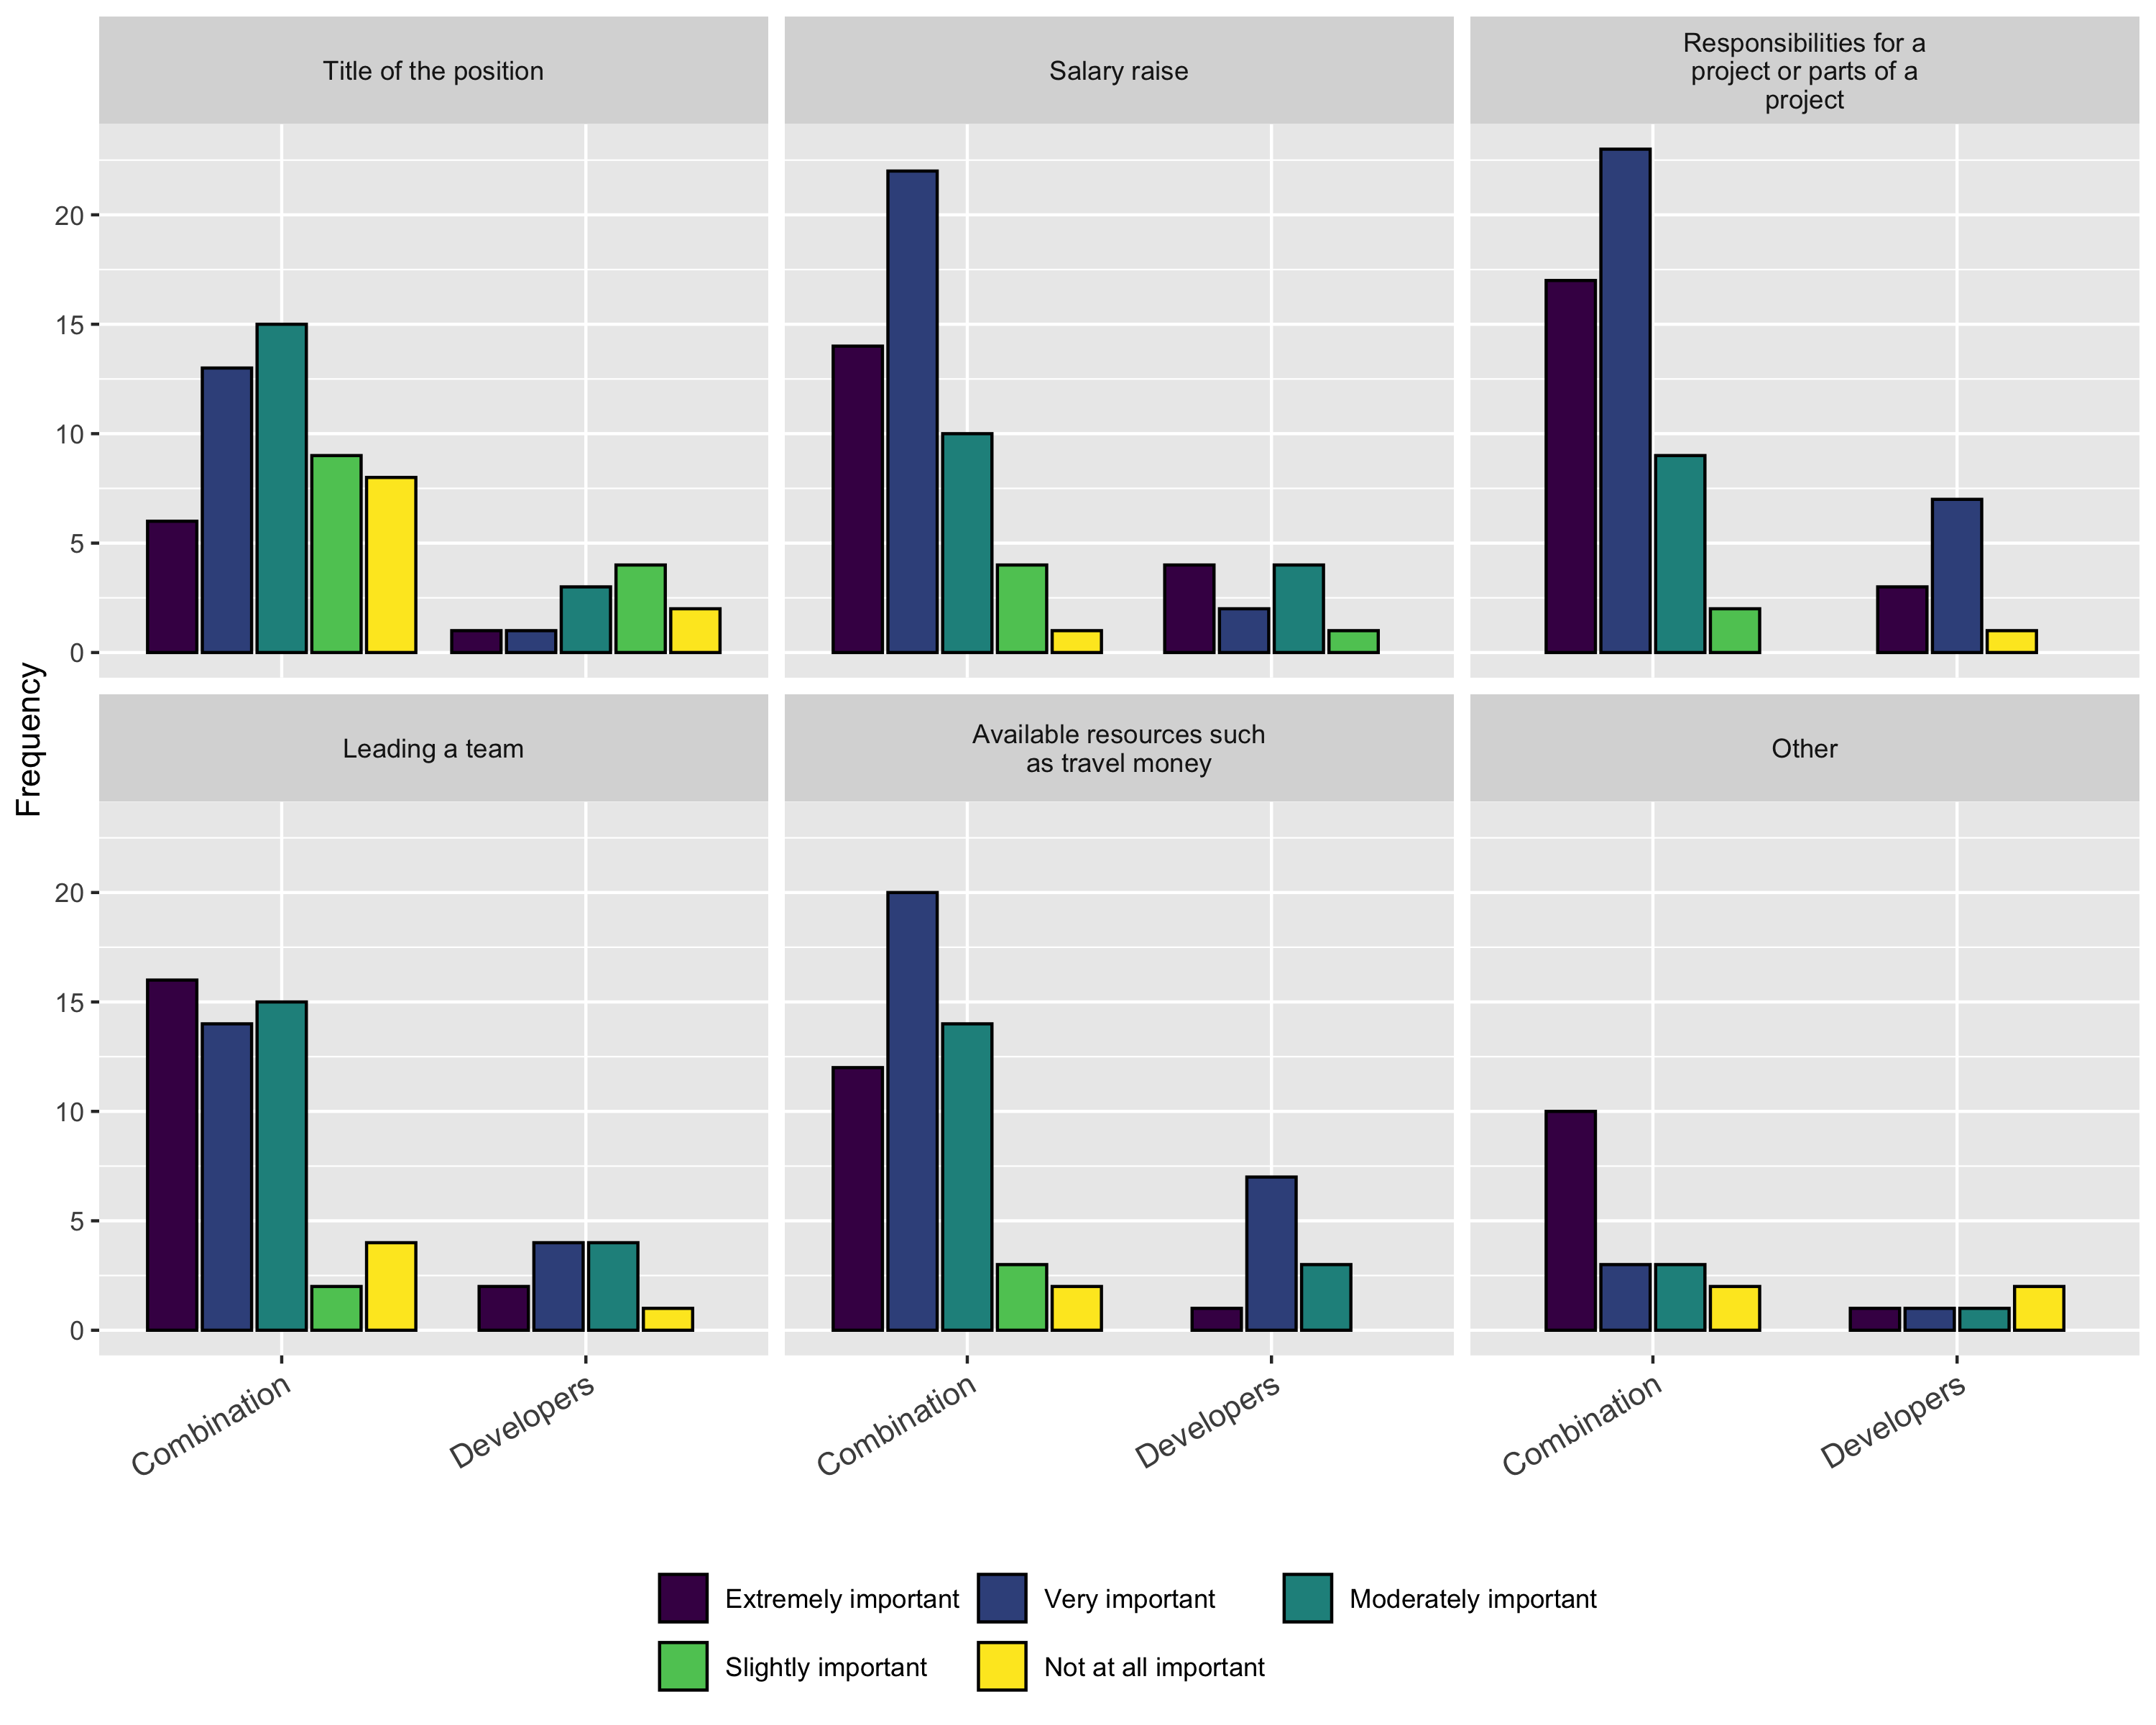 Title of the position
Salary raise
Responsibilities for a
project or parts of a
project
20
15
10
5
0
Frequency
Leading a team
Available resources such
as travel money
Other
20
15
10
5
0
Combination
Developers
Combination
Developers
Combination
Developers
Extremely important
Very important
Moderately important
Slightly important
Not at all important